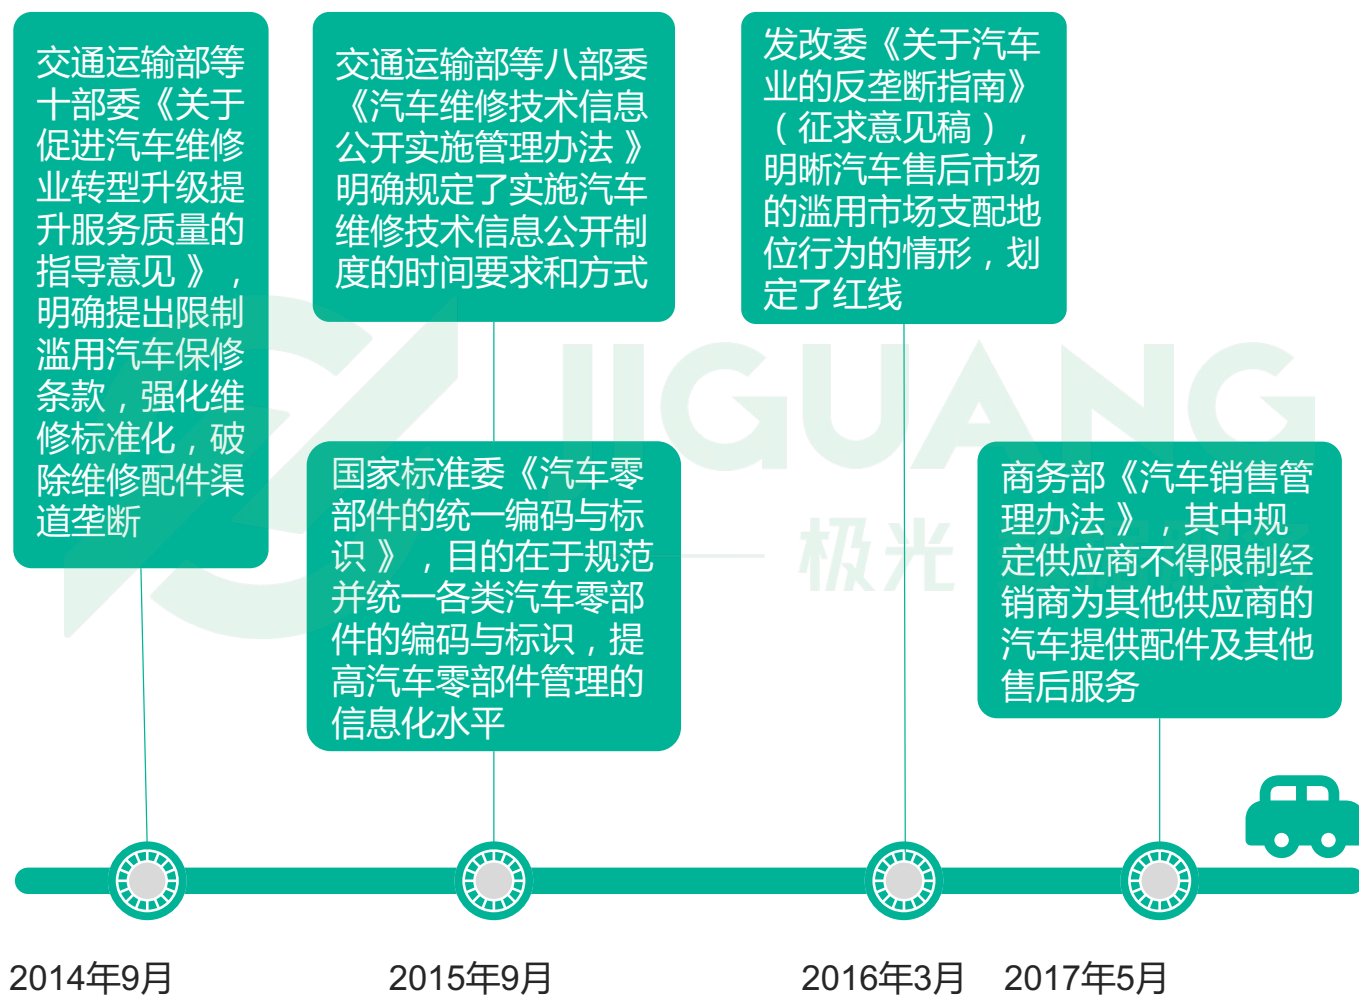 交通运输部等
十部委《关于
促进汽车维修
业转型升级提
升服务质量的
指导意见 》，
明确提出限制
滥用汽车保修
条款，强化维
修标准化，破
除维修配件渠
道垄断
交通运输部等八部委
《汽车维修技术信息
公开实施管理办法 》
明确规定了实施汽车
维修技术信息公开制
度的时间要求和方式
国家标准委《汽车零
部件的统一编码与标
识 》，目的在于规范
并统一各类汽车零部
件的编码与标识，提
高汽车零部件管理的
信息化水平
发改委《关于汽车
业的反垄断指南》
（征求意见稿），
明晰汽车售后市场
的滥用市场支配地
位行为的情形，划
定了红线
商务部《汽车销售管
理办法 》，其中规
定供应商不得限制经
销商为其他供应商的
汽车提供配件及其他
售后服务
JIGUANG
极光
2014年9月
2015年9月
2016年3月
2017年5月